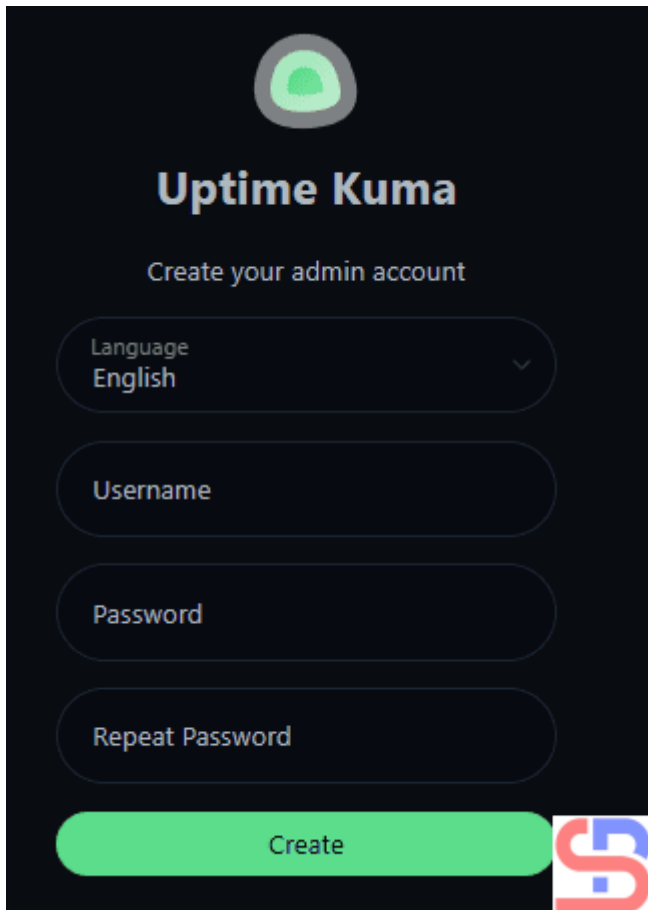 Uptime Kuma
Create your admin account
Language
English
Username
Password
Repeat Password
Create